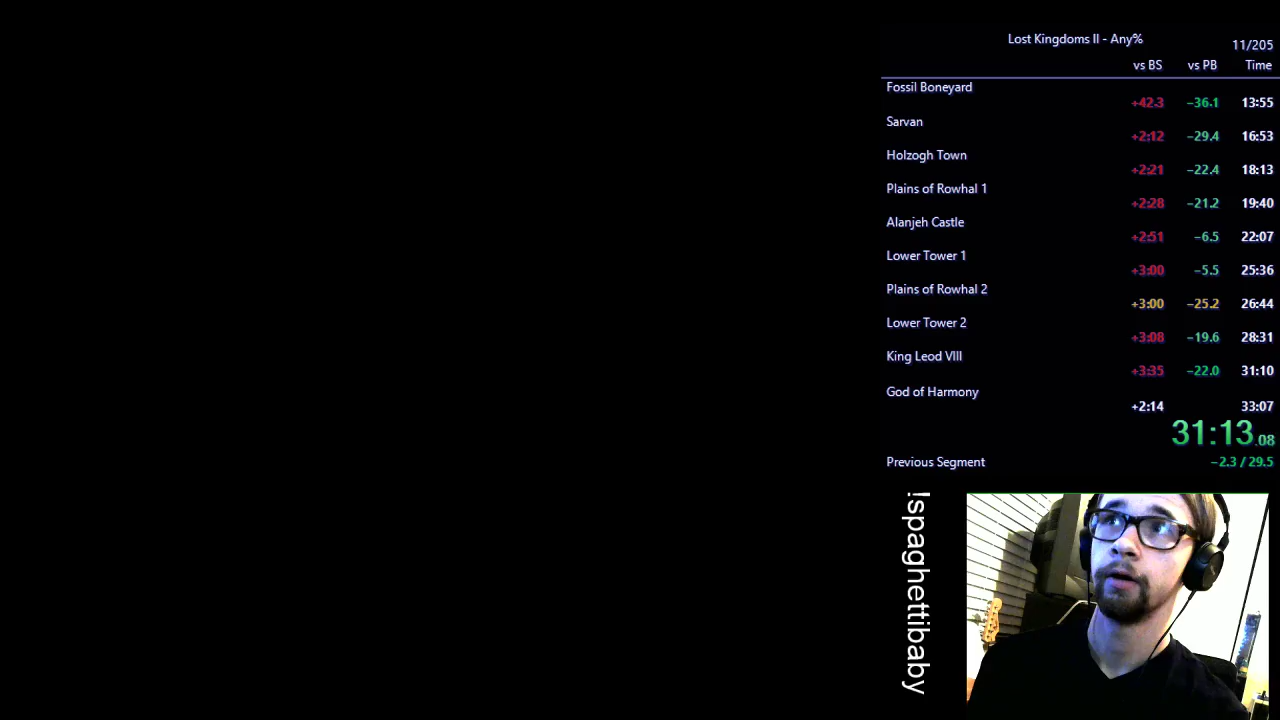 Lost Kingdoms II - Any%
11/205
vs BS vs PB Time
Fossil Boneyard
+42.3 −36.1 13:55
Sarvan
+2:12 −29.4 16:53
Holzogh Town
+2:21 −22.4 18:13
Plains of Rowhal 1
+2:28 −21.2 19:40
Alanjeh Castle
+2:51 −6.5 22:07
Lower Tower 1
+3:00 −5.5 25:36
Plains of Rowhal 2
+3:00 −25.2 26:44
Lower Tower 2
+3:08 −19.6 28:31
King Leod VIII
+3:35 −22.0 31:10
God of Harmony
+2:14 33:07
31:13.08
Previous Segment −2.3 / 29.5
!spaghettibaby